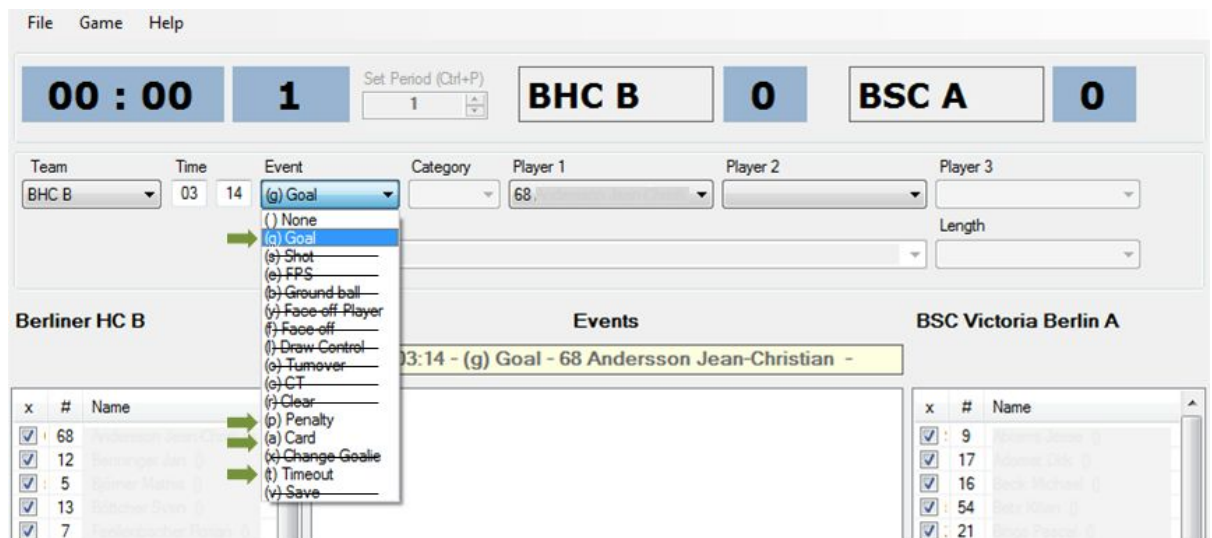 File Game Help
00 : 00 1 Set Period (Ctrl+P) 1 BHC B 0 BSC A 0
Team Time Event Category Player 1 Player 2 Player 3
BHC B 03 14 (g) Goal 68
( ) None
(g) Goal
Length
(s) Shot
(e) FPS
(b) Ground ball
(y) Face off Player
(f) Face off
Berliner HC B Events BSC Victoria Berlin A
(l) Draw Control
03:14 - (g) Goal - 68 Andersson Jean-Christian -
(o) Turnover
(c) CT
(r) Clear
x # Name x # Name
(p) Penalty
68 9
(a) Card
12 17
(x) Change Goalie
5 16
(t) Timeout
(v) Save
13 54
7 21